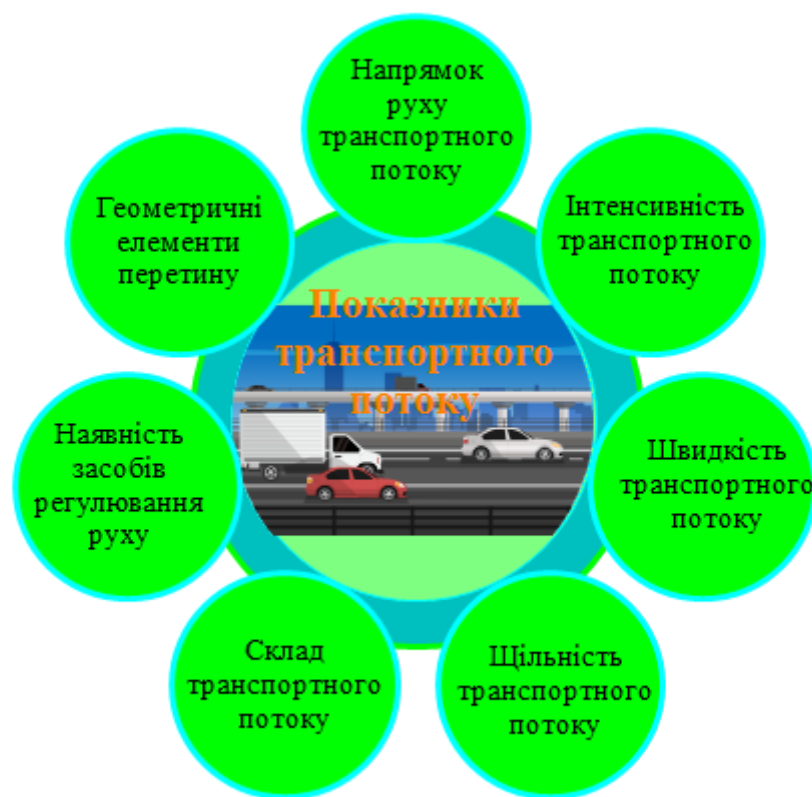 Показники
транспортного
потоку
Напрямок
руху
транспортного
потоку
Інтенсивність
транспортного
потоку
Швидкість
транспортного
потоку
Щільність
транспортного
потоку
Склад
транспортного
потоку
Наявність
засобів
регулювання
руху
Геометричні
елементи
перетину